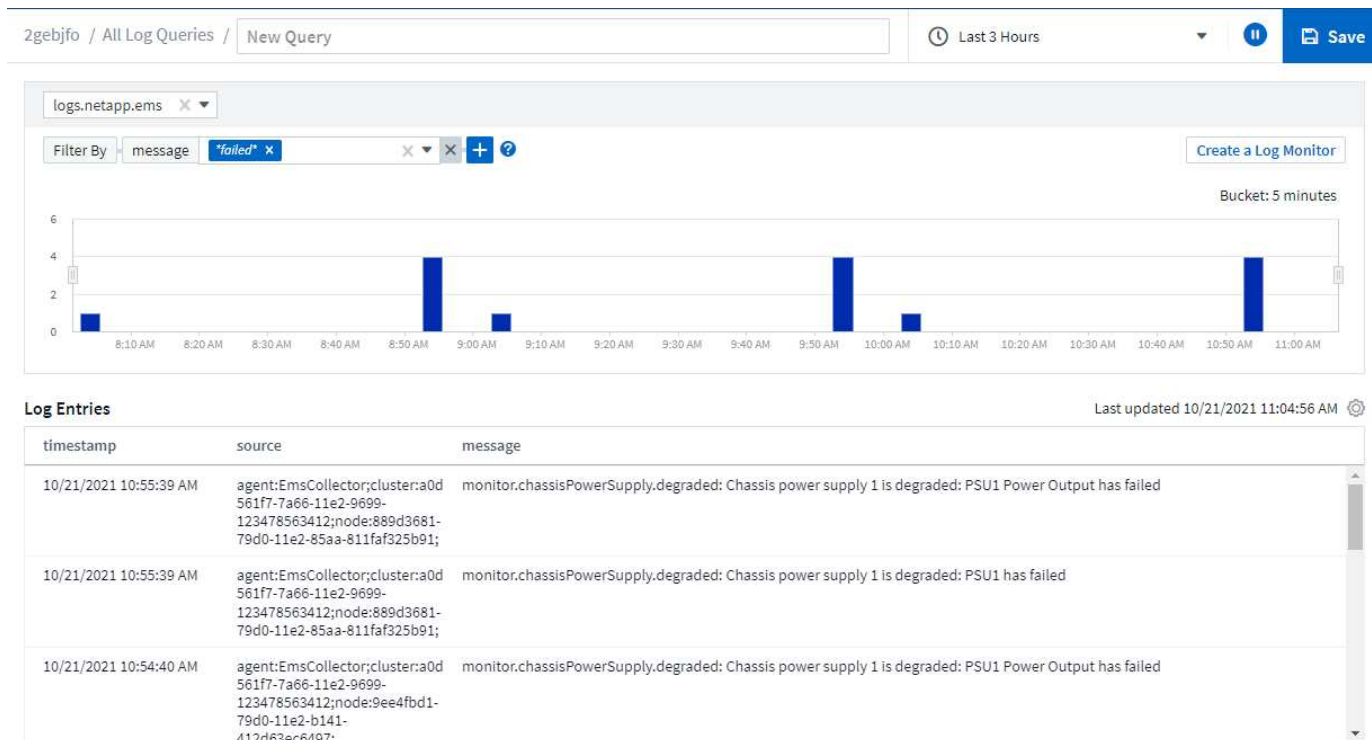 2gebjfo / All Log Queries / New Query
Last 3 Hours
Save
logs.netapp.ems
Filter By message *failed*
Create a Log Monitor
Bucket: 5 minutes
6
4
2
0
8:10 AM 8:20 AM 8:30 AM 8:40 AM 8:50 AM 9:00 AM 9:10 AM 9:20 AM 9:30 AM 9:40 AM 9:50 AM 10:00 AM 10:10 AM 10:20 AM 10:30 AM 10:40 AM 10:50 AM 11:00 AM
Log Entries
Last updated 10/21/2021 11:04:56 AM
timestamp source message
10/21/2021 10:55:39 AM agent:EmsCollector;cluster:a0d monitor.chassisPowerSupply.degraded: Chassis power supply 1 is degraded: PSU1 Power Output has failed
561f7-7a66-11e2-9699-
123478563412;node:889d3681-
79d0-11e2-85aa-811faf325b91;
10/21/2021 10:55:39 AM agent:EmsCollector;cluster:a0d monitor.chassisPowerSupply.degraded: Chassis power supply 1 is degraded: PSU1 has failed
561f7-7a66-11e2-9699-
123478563412;node:889d3681-
79d0-11e2-85aa-811faf325b91;
10/21/2021 10:54:40 AM agent:EmsCollector;cluster:a0d monitor.chassisPowerSupply.degraded: Chassis power supply 1 is degraded: PSU1 Power Output has failed
561f7-7a66-11e2-9699-
123478563412;node:9ee4fbd1-
79d0-11e2-b141-
412d63ec6497;